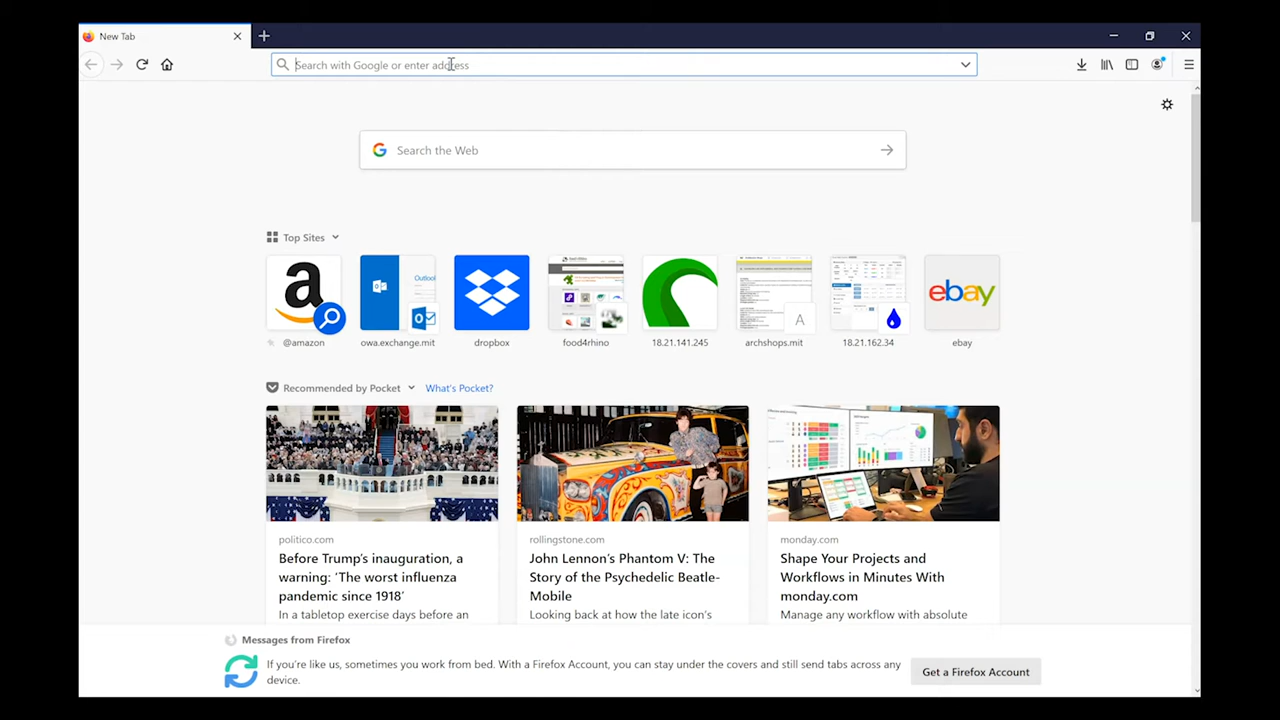 New Tab
Search with Google or enter address
Search the Web
Top Sites
a
Outlook
A
ebay
@amazon
owa.exchange.mit
dropbox
food4rhino
18.21.141.245
archshops.mit
18.21.162.34
ebay
Recommended by Pocket
What's Pocket?
politico.com
Before Trump's inauguration, a
warning: 'The worst influenza
pandemic since 1918'
In a tabletop exercise days before an
rollingstone.com
John Lennon's Phantom V: The
Story of the Psychedelic Beatle-
Mobile
Looking back at how the late icon's
monday.com
Shape Your Projects and
Workflows in Minutes With
monday.com
Manage any workflow with absolute
Messages from Firefox
If you're like us, sometimes you work from bed. With a Firefox Account, you can stay under the covers and still send tabs across any
device.
Get a Firefox Account